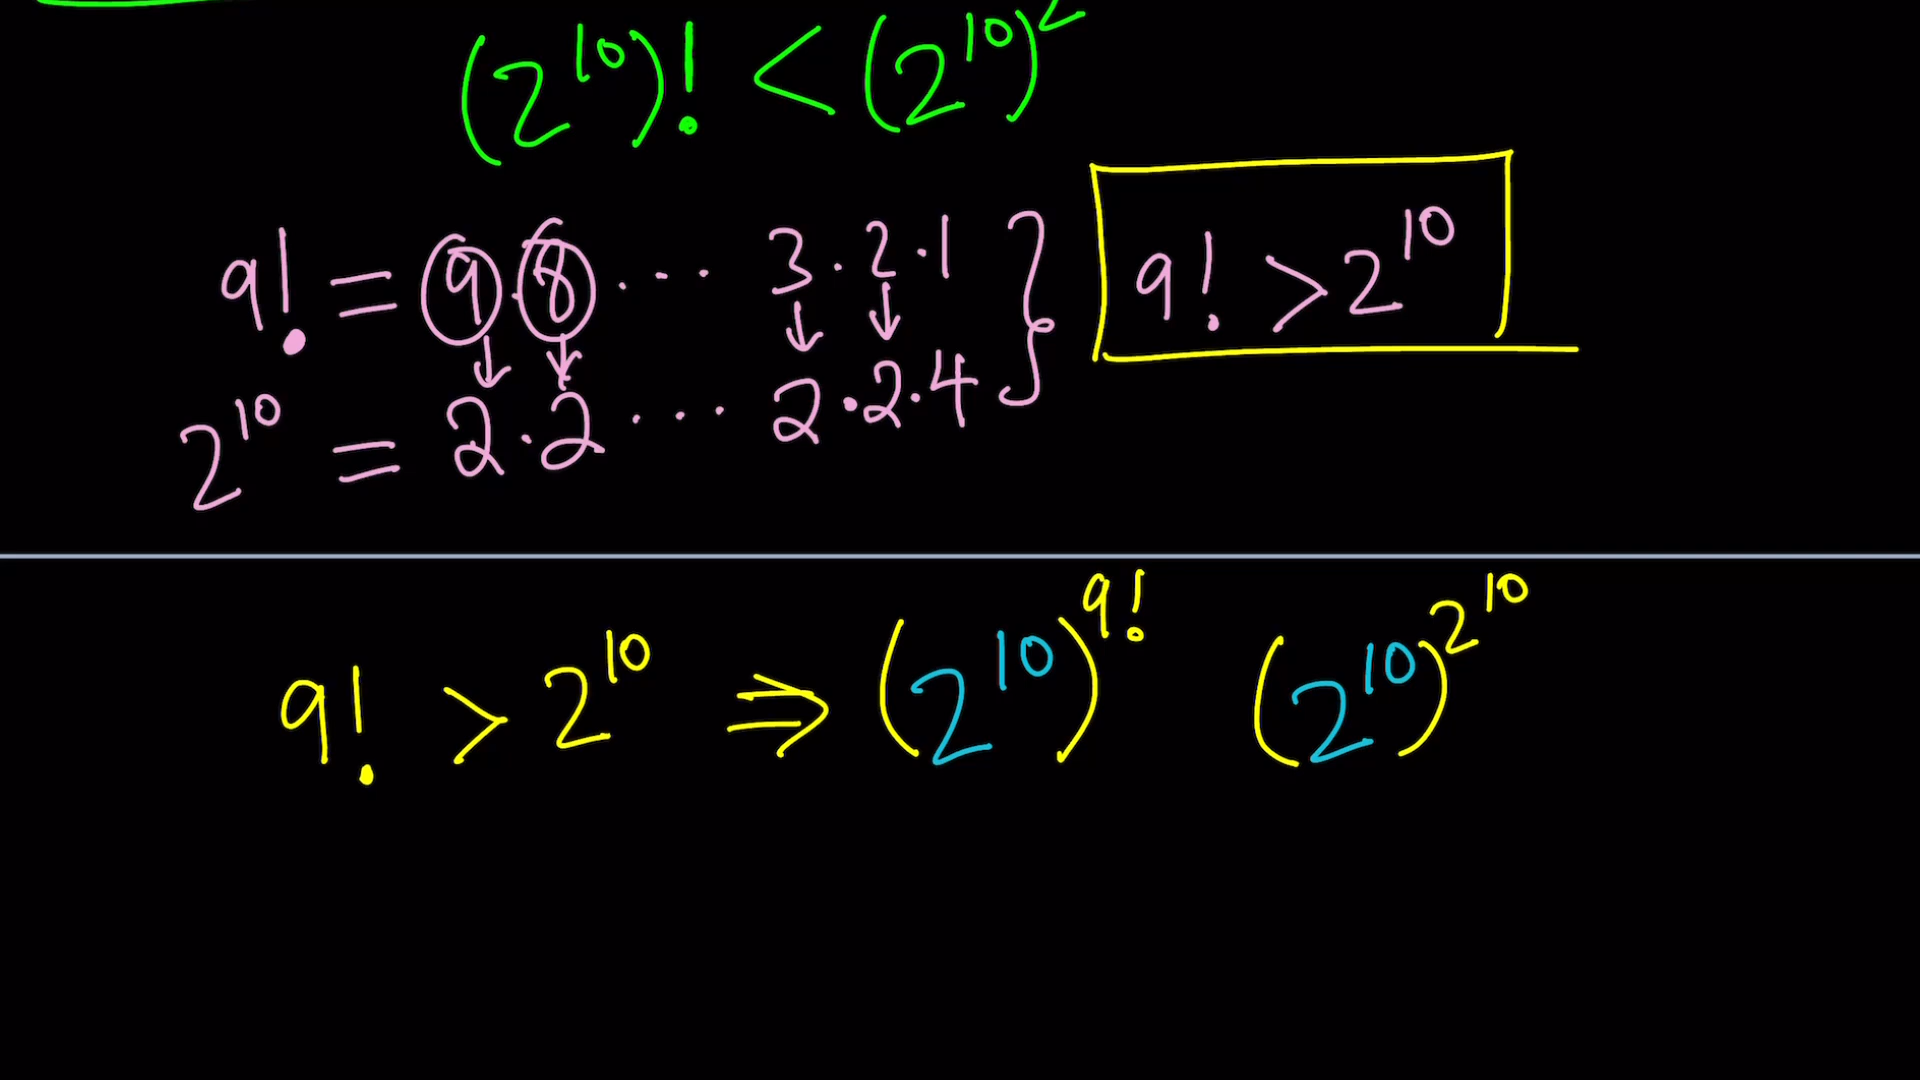 (2^10)! < (2^10)^2
9! = 9 · 8 ··· 3 · 2 · 1 } 9! > 2^10
2^10 = 2 · 2 ··· 2 · 2 · 4
9! > 2^10 ⇒ (2^10)^9! (2^10)^2^10